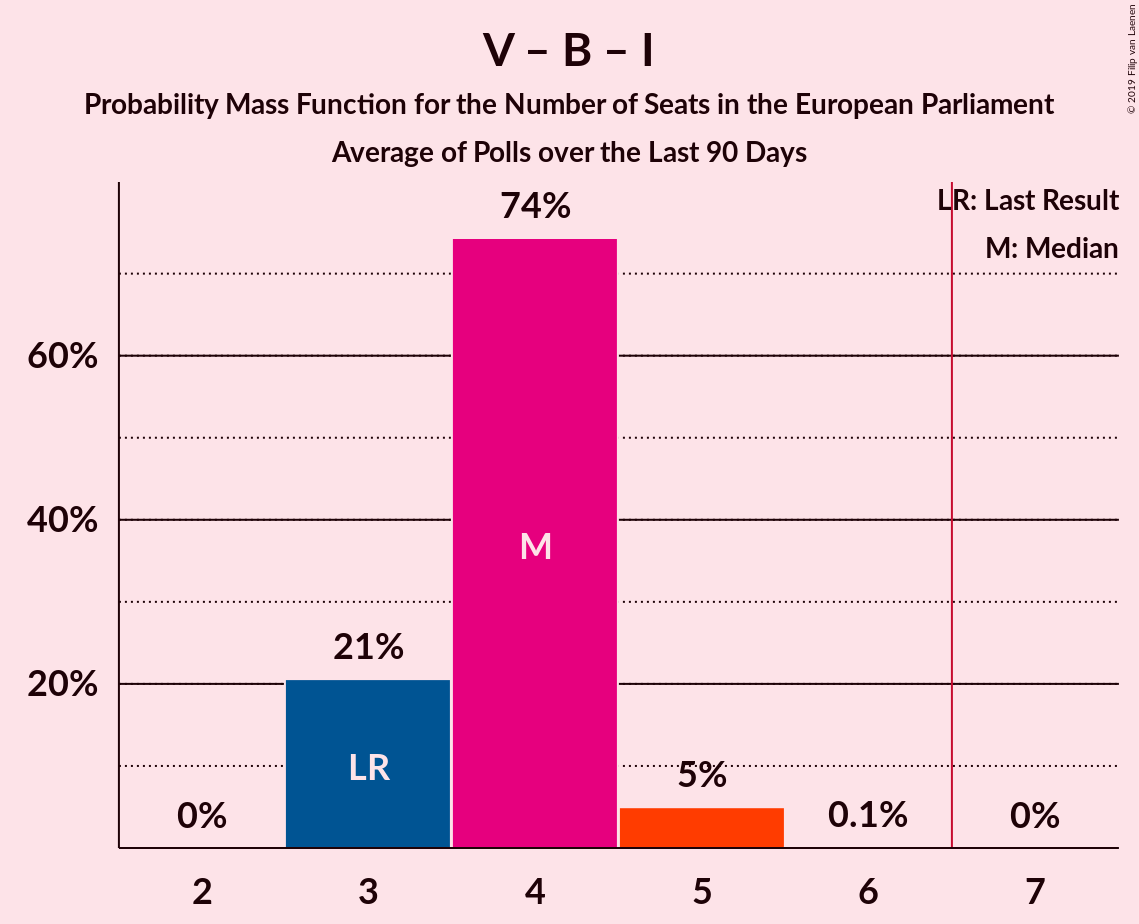 V – B – I
Probability Mass Function for the Number of Seats in the European Parliament
Average of Polls over the Last 90 Days
© 2019 Filip van Laenen
LR: Last Result
M: Median
74%
60%
M
40%
21%
20%
LR
5%
0%
0.1%
0%
2 3 4 5 6 7